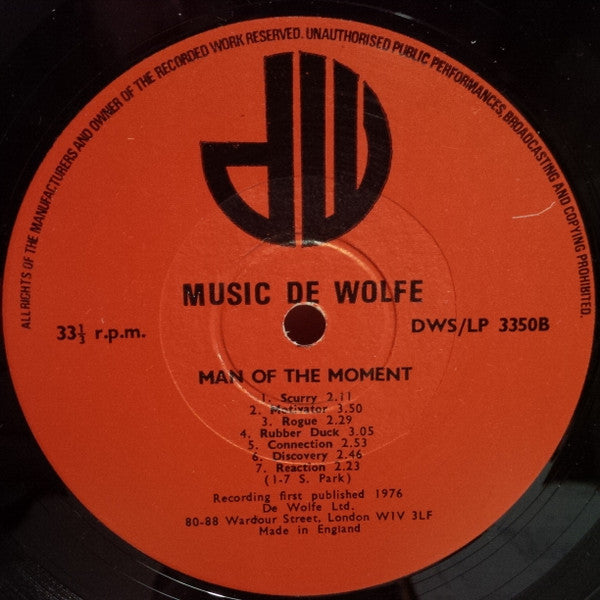 ALL RIGHTS OF THE MANUFACTURERS AND OWNER OF THE RECORDED WORK RESERVED. UNAUTHORISED PUBLIC PERFORMANCES, BROADCASTING AND COPYING PROHIBITED.
dW
MUSIC DE WOLFE
33⅓ r.p.m.
DWS/LP 3350B
MAN OF THE MOMENT
1. Scurry 2.11
2. Motivator 3.50
3. Rogue 2.29
4. Rubber Duck 3.05
5. Connection 2.53
6. Discovery 2.46
7. Reaction 2.23
(1-7 S. Park)
Recording first published 1976
De Wolfe Ltd.
80-88 Wardour Street, London W1V 3LF
Made in England